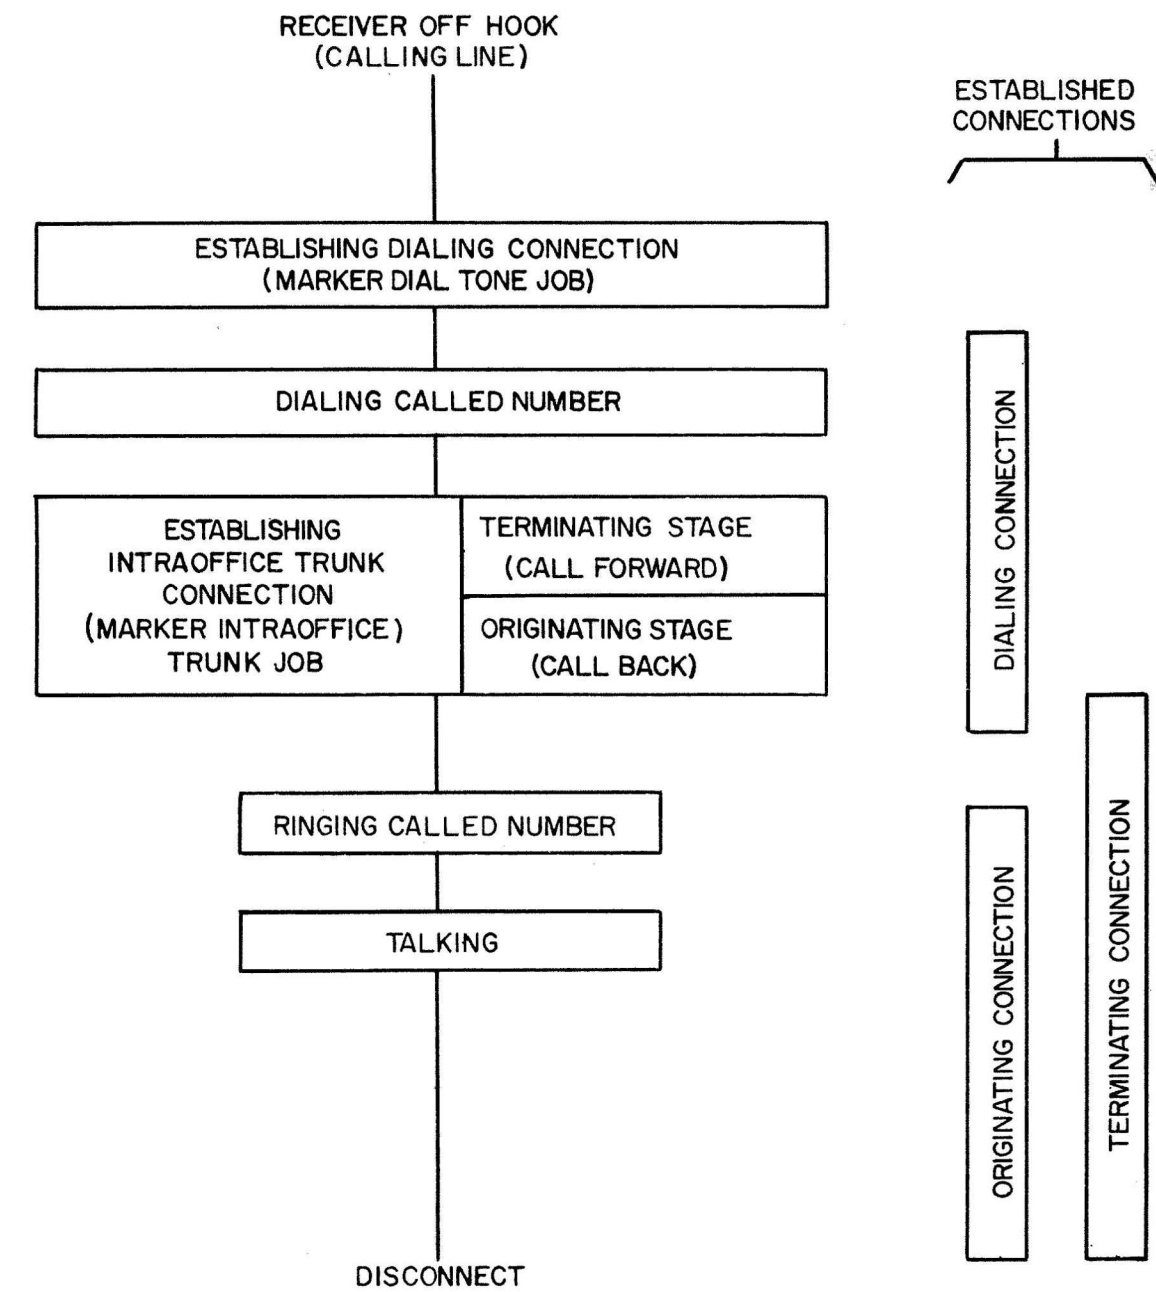 RECEIVER OFF HOOK
(CALLING LINE)
ESTABLISHED
CONNECTIONS
ESTABLISHING DIALING CONNECTION
(MARKER DIAL TONE JOB)
DIALING CALLED NUMBER
ESTABLISHING
INTRAOFFICE TRUNK
CONNECTION
(MARKER INTRAOFFICE)
TRUNK JOB
TERMINATING STAGE
(CALL FORWARD)
ORIGINATING STAGE
(CALL BACK)
RINGING CALLED NUMBER
TALKING
DISCONNECT
DIALING CONNECTION
ORIGINATING CONNECTION
TERMINATING CONNECTION